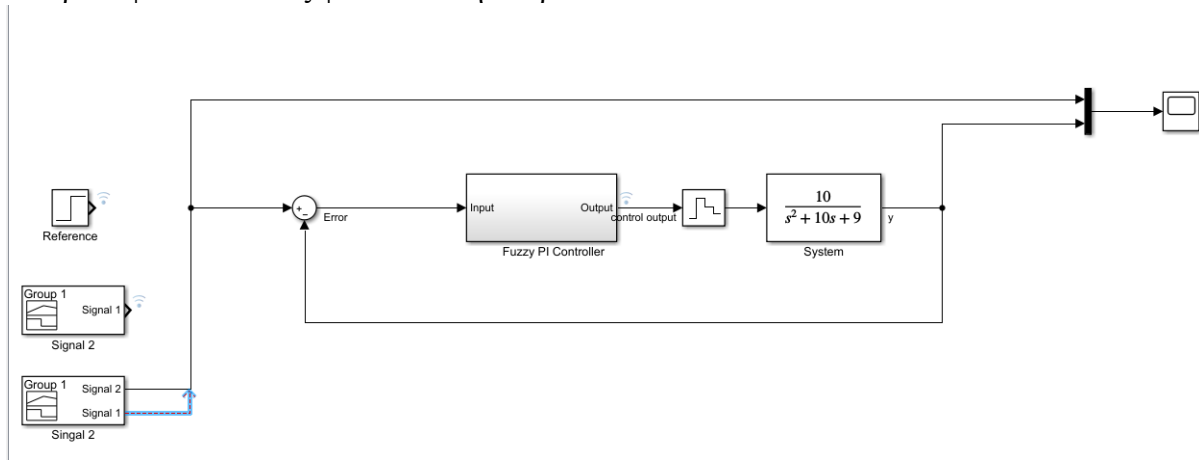 Reference
Group 1
Signal 1
Signal 2
Group 1
Signal 2
Signal 1
Singal 2
+
−
Error
Input
Output
Fuzzy PI Controller
control output
10
s² + 10s + 9
System
y